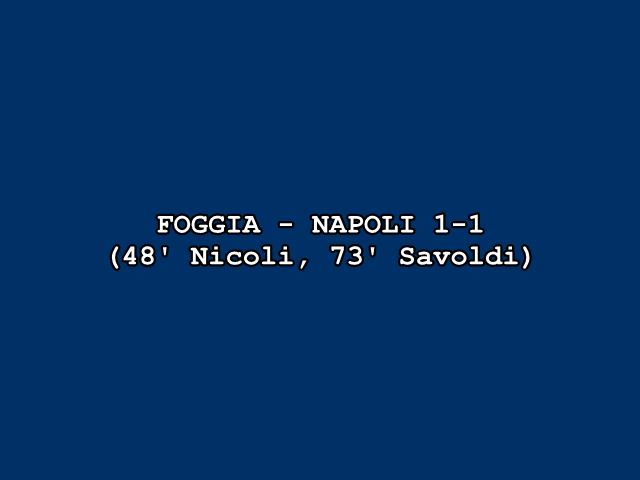 FOGGIA - NAPOLI 1-1
(48' Nicoli, 73' Savoldi)